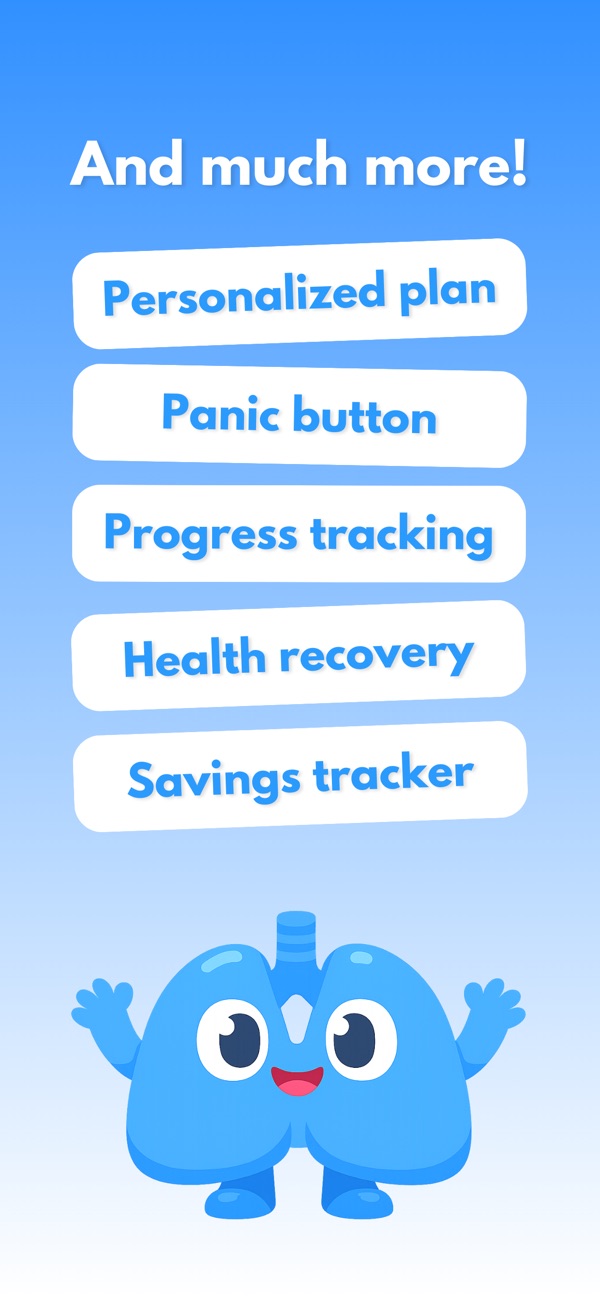 And much more!
Personalized plan
Panic button
Progress tracking
Health recovery
Savings tracker